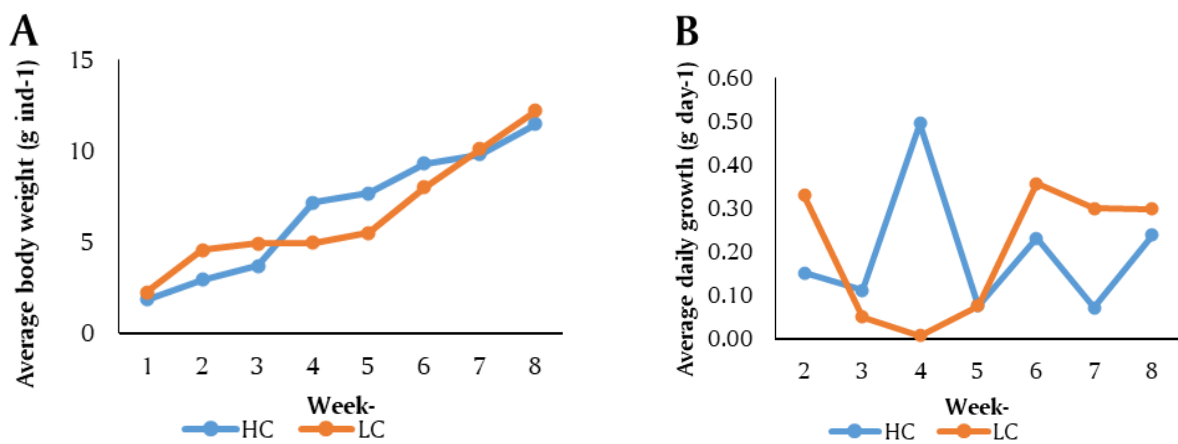 A
Average body weight (g ind-1)
15
10
5
0
1 2 3 4 5 6 7 8
Week-
HC LC
B
Average daily growth (g day-1)
0.60
0.50
0.40
0.30
0.20
0.10
0.00
2 3 4 5 6 7 8
Week-
HC LC